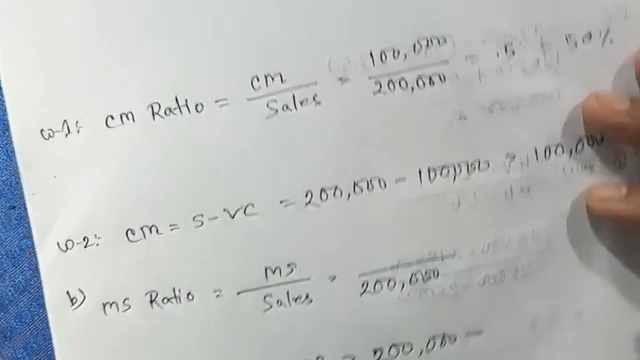 W-1: CM Ratio = CM / Sales = 100,000 / 200,000 = .5 50%
W-2: CM = S-VC = 200,000 - 100,000 = 100,000
b) MS Ratio = MS / Sales = / 200,000
= 200,000 -